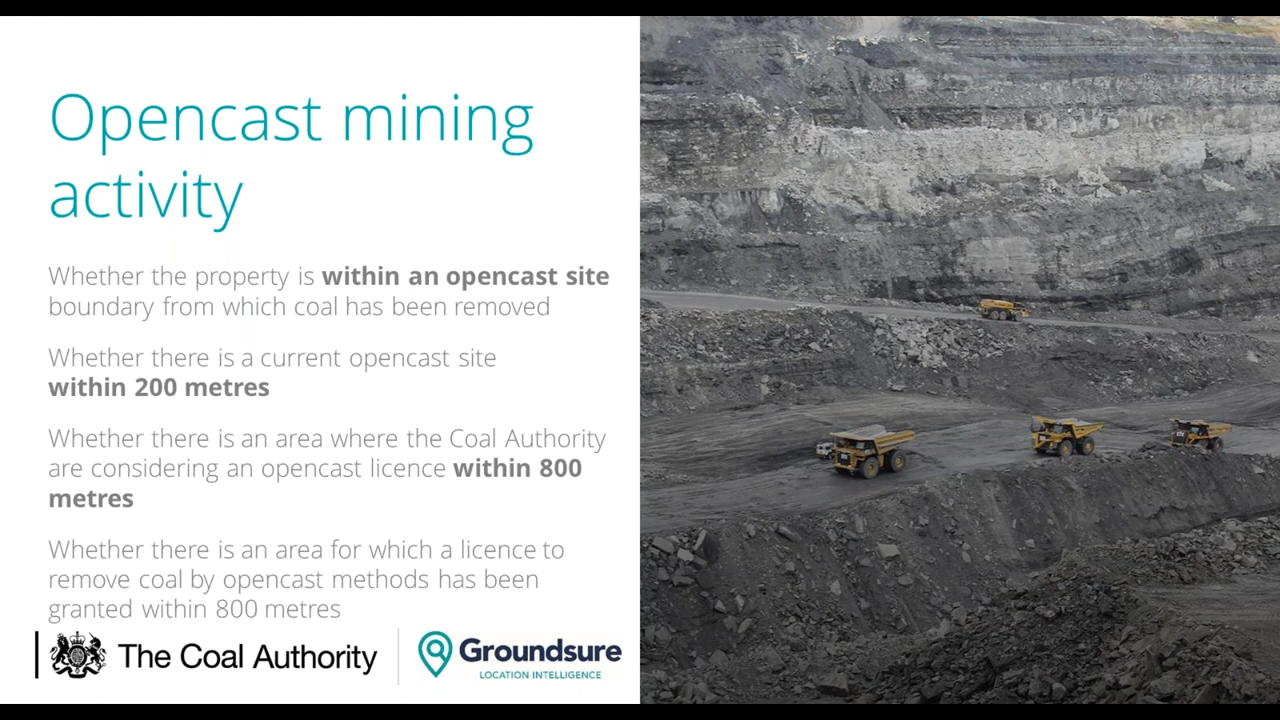 Opencast mining
activity
Whether the property is within an opencast site
boundary from which coal has been removed
Whether there is a current opencast site
within 200 metres
Whether there is an area where the Coal Authority
are considering an opencast licence within 800
metres
Whether there is an area for which a licence to
remove coal by opencast methods has been
granted within 800 metres
The Coal Authority
Groundsure
LOCATION INTELLIGENCE